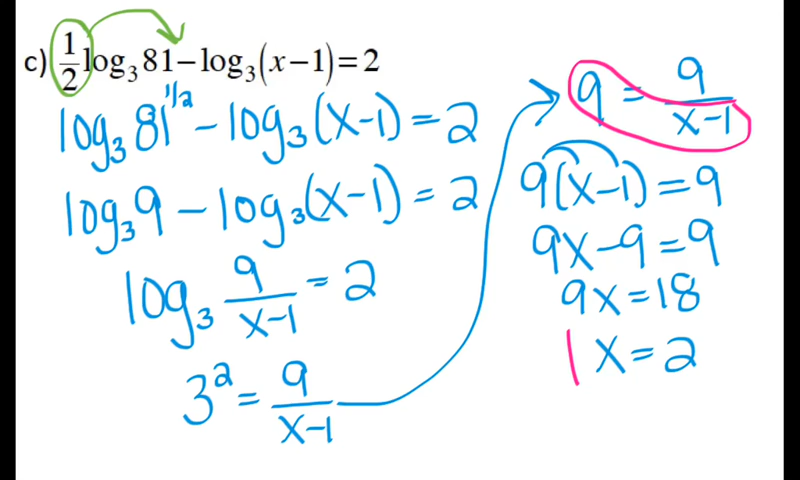 c) 1/2 log₃ 81 − log₃(x − 1) = 2
log₃ 81^1/2 − log₃(x−1) = 2
log₃ 9 − log₃(x−1) = 2
log₃ 9/(x−1) = 2
3² = 9/(x−1)
9 = 9/(x−1)
9(x−1) = 9
9x − 9 = 9
9x = 18
x = 2